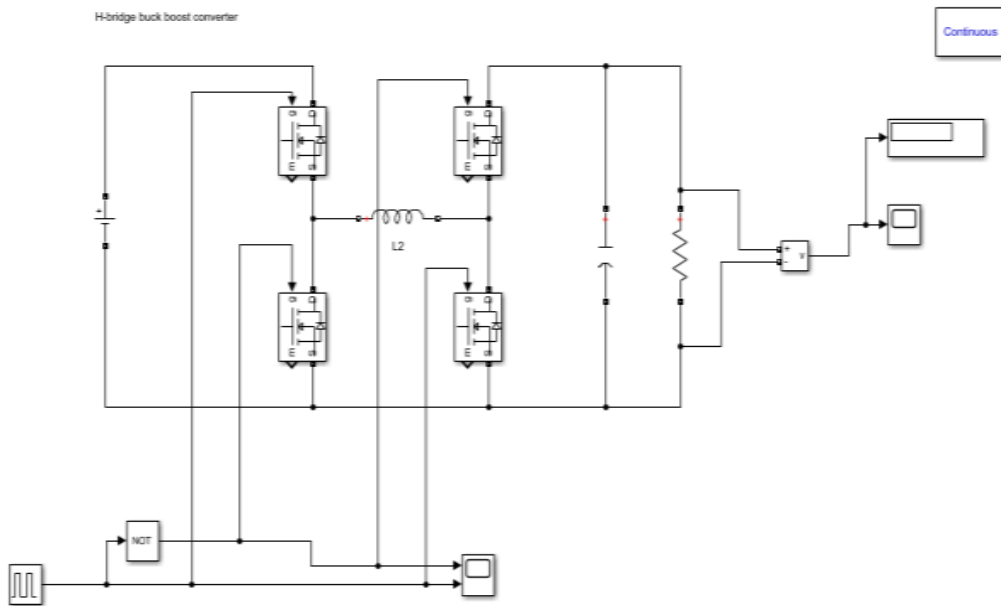 H-bridge buck boost converter
Continuous
g D
g D
E S
E S
+
L2
g D
g D
+
-
v
E S
E S
NOT